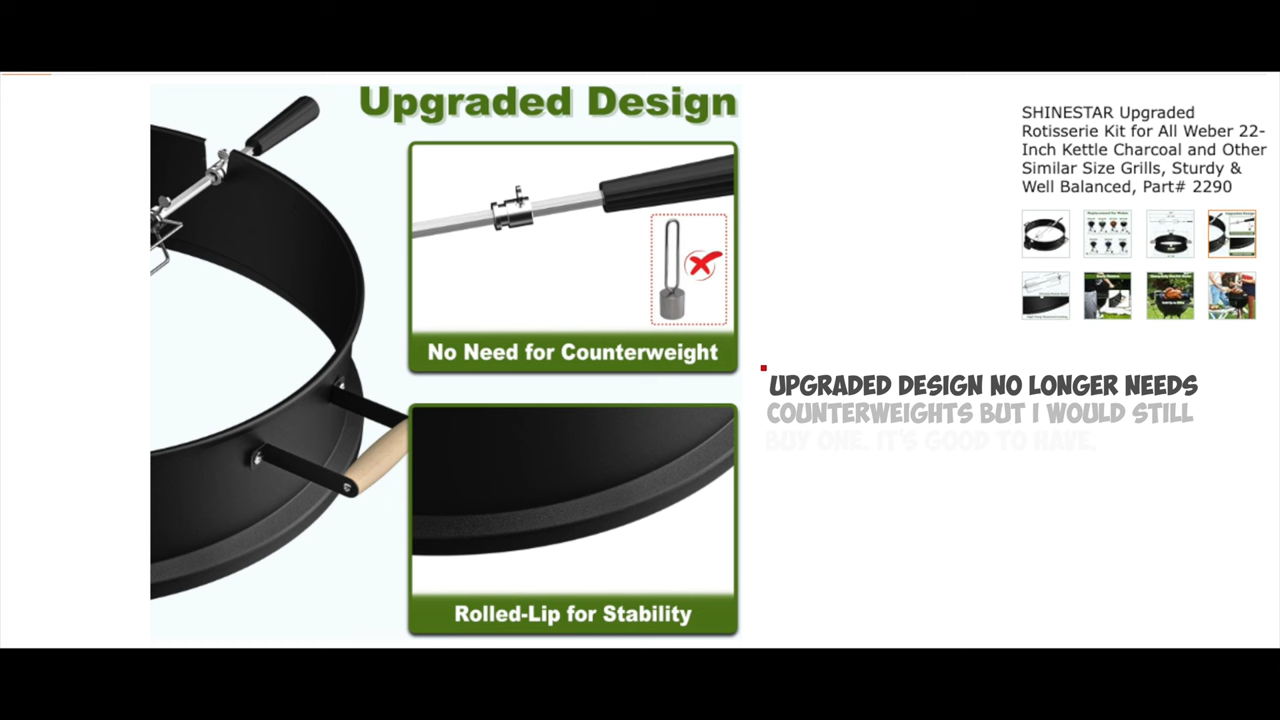 Upgraded Design
No Need for Counterweight
Rolled-Lip for Stability
SHINESTAR Upgraded
Rotisserie Kit for All Weber 22-
Inch Kettle Charcoal and Other
Similar Size Grills, Sturdy &
Well Balanced, Part# 2290
UPGRADED DESIGN NO LONGER NEEDS
COUNTERWEIGHTS BUT I WOULD STILL
BUY ONE. IT'S GOOD TO HAVE.